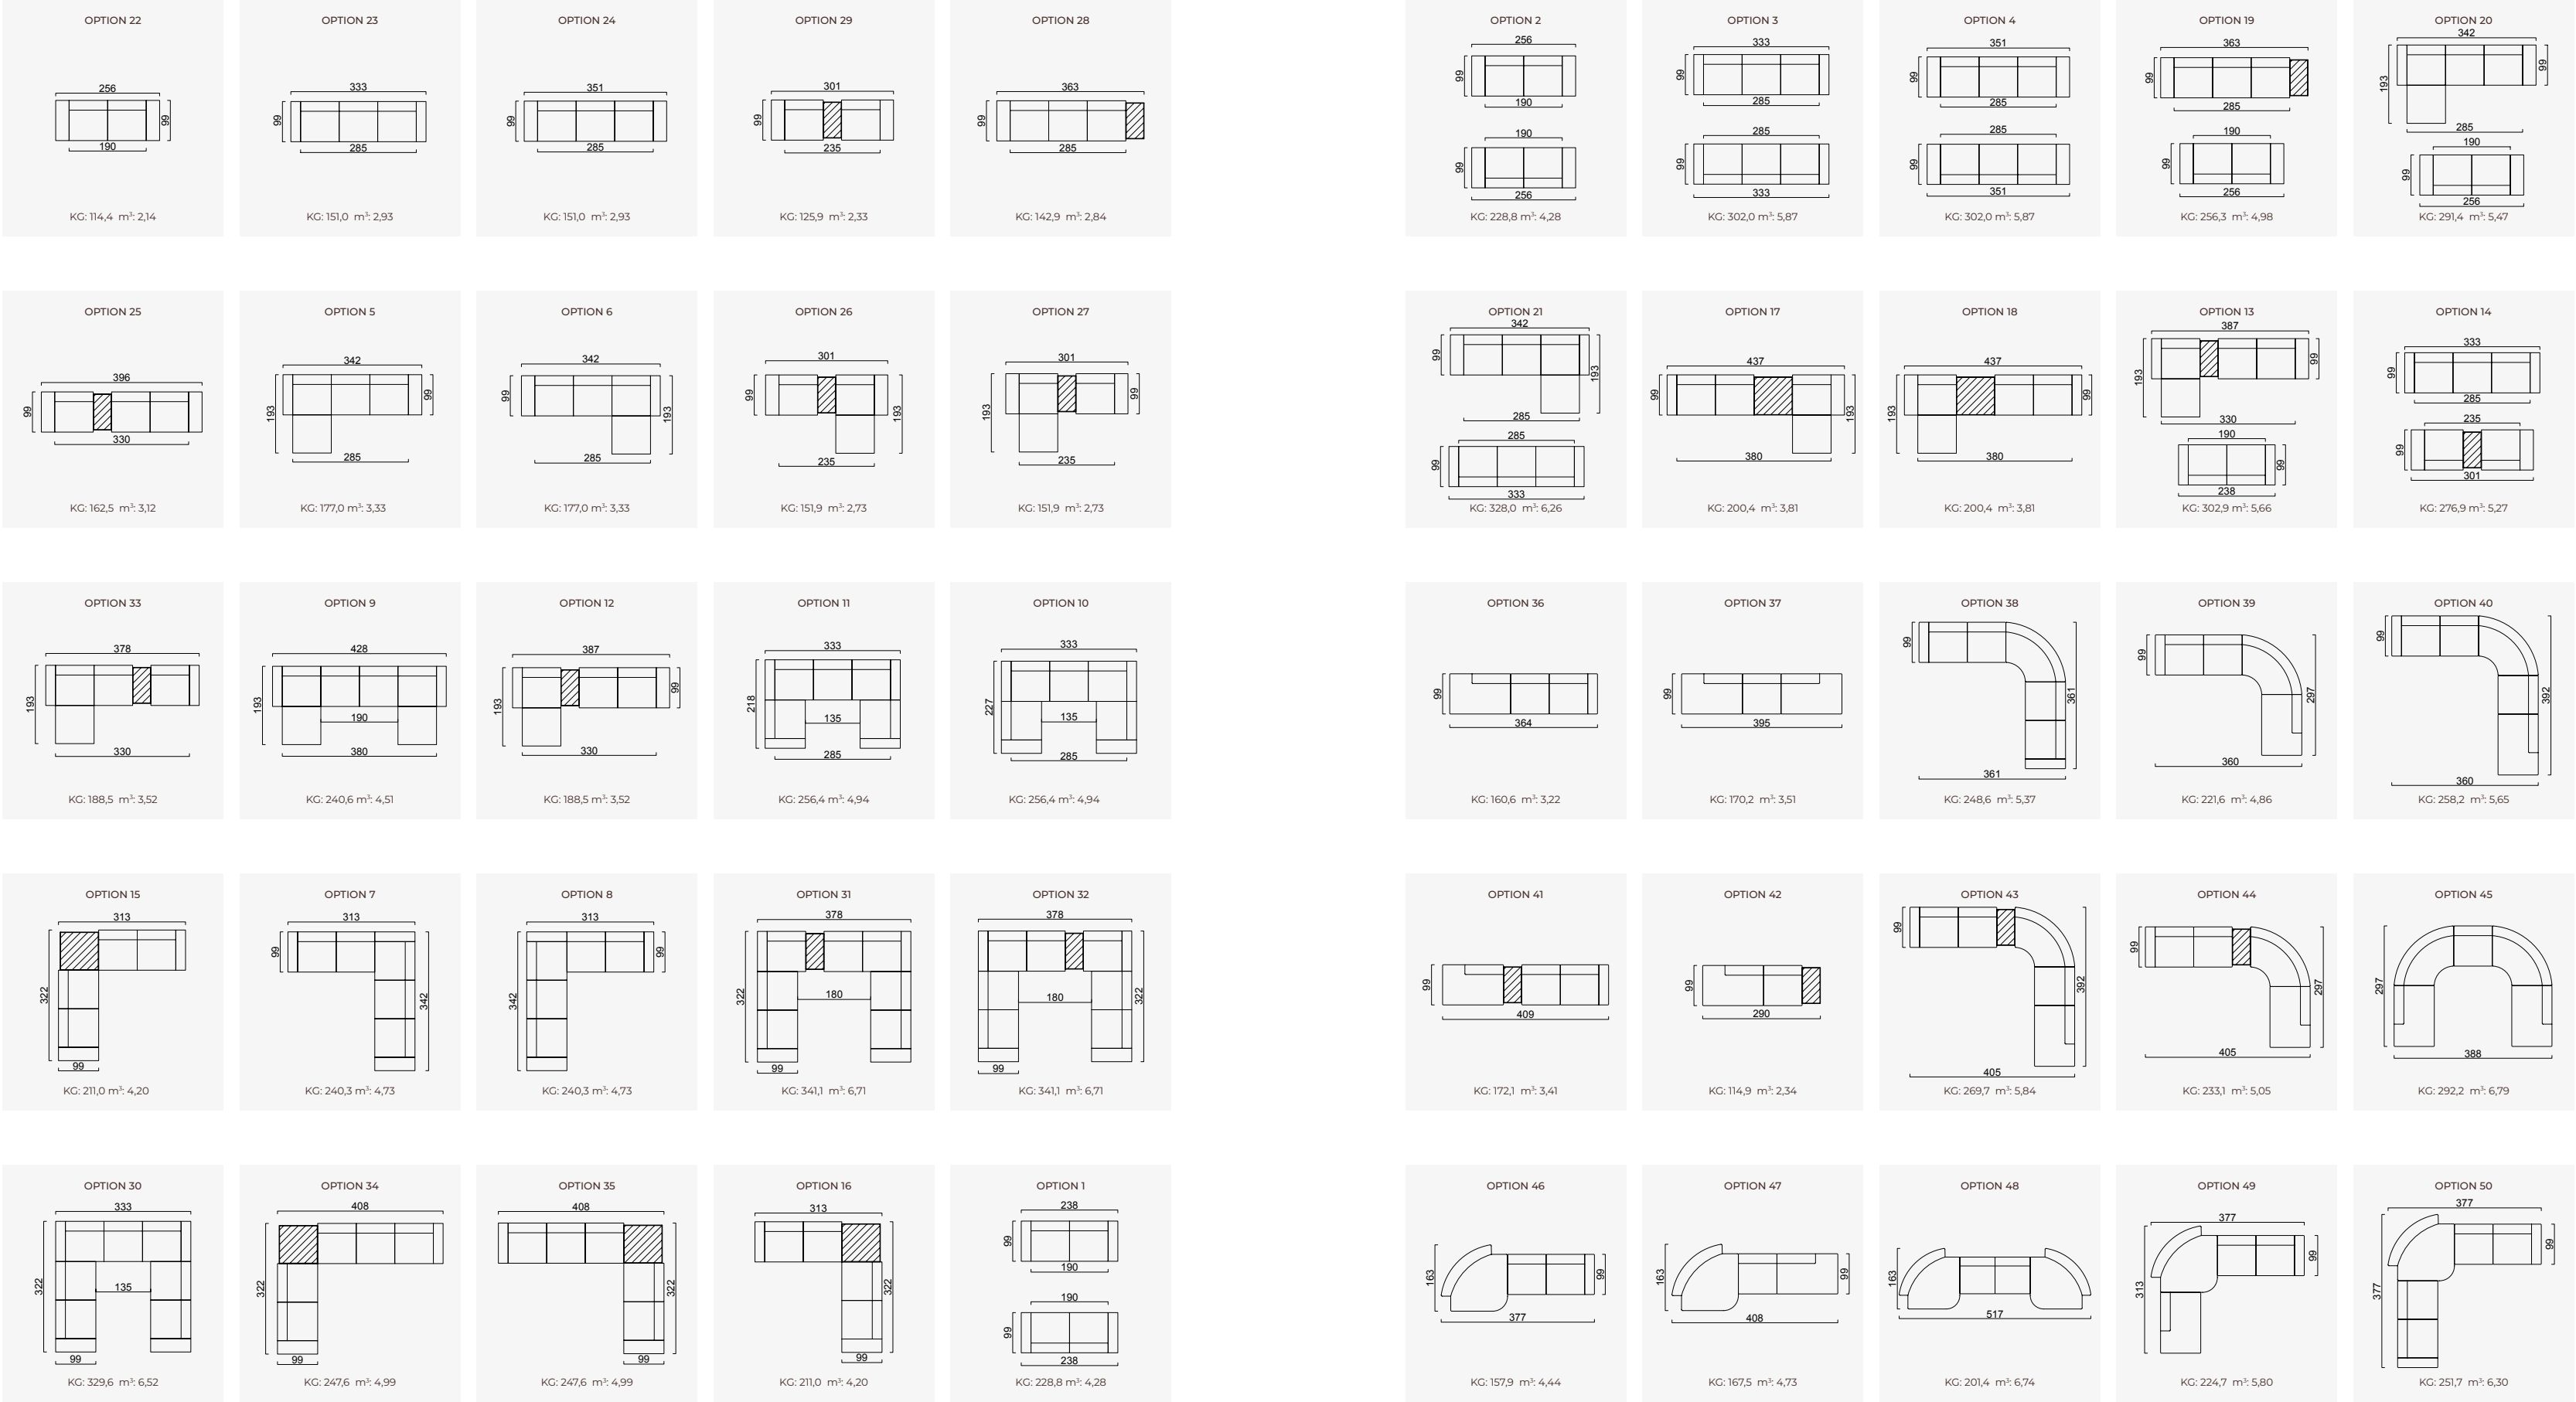 OPTION 22
256
99
190
KG: 114,4 m³: 2,14
OPTION 23
333
99
285
KG: 151,0 m³: 2,93
OPTION 24
351
99
285
KG: 151,0 m³: 2,93
OPTION 29
301
99
235
KG: 125,9 m³: 2,33
OPTION 28
363
99
285
KG: 142,9 m³: 2,84
OPTION 2
256
99
190
190
99
256
KG: 228,8 m³: 4,28
OPTION 3
333
99
285
285
99
333
KG: 302,0 m³: 5,87
OPTION 4
351
99
285
285
99
351
KG: 302,0 m³: 5,87
OPTION 19
363
99
285
190
99
256
KG: 256,3 m³: 4,98
OPTION 20
342
193
99
285
190
99
256
KG: 291,4 m³: 5,47
OPTION 25
396
99
330
KG: 162,5 m³: 3,12
OPTION 5
342
193
99
285
KG: 177,0 m³: 3,33
OPTION 6
342
99
193
285
KG: 177,0 m³: 3,33
OPTION 26
301
99
193
235
KG: 151,9 m³: 2,73
OPTION 27
301
193
99
235
KG: 151,9 m³: 2,73
OPTION 21
342
99
193
285
285
99
333
KG: 328,0 m³: 6,26
OPTION 17
437
99
193
380
KG: 200,4 m³: 3,81
OPTION 18
437
193
99
380
KG: 200,4 m³: 3,81
OPTION 13
387
193
99
330
190
99
238
KG: 302,9 m³: 5,66
OPTION 14
333
99
285
235
99
301
KG: 276,9 m³: 5,27
OPTION 33
378
193
330
KG: 188,5 m³: 3,52
OPTION 9
428
193
190
380
KG: 240,6 m³: 4,51
OPTION 12
387
193
99
330
KG: 188,5 m³: 3,52
OPTION 11
333
218
135
285
KG: 256,4 m³: 4,94
OPTION 10
333
227
135
285
KG: 256,4 m³: 4,94
OPTION 36
99
364
KG: 160,6 m³: 3,22
OPTION 37
99
395
KG: 170,2 m³: 3,51
OPTION 38
99
361
361
KG: 248,6 m³: 5,37
OPTION 39
99
297
360
KG: 221,6 m³: 4,86
OPTION 40
99
392
360
KG: 258,2 m³: 5,65
OPTION 15
313
322
99
KG: 211,0 m³: 4,20
OPTION 7
313
99
342
KG: 240,3 m³: 4,73
OPTION 8
313
342
99
KG: 240,3 m³: 4,73
OPTION 31
378
322
180
99
KG: 341,1 m³: 6,71
OPTION 32
378
180
322
99
KG: 341,1 m³: 6,71
OPTION 41
99
409
KG: 172,1 m³: 3,41
OPTION 42
99
290
KG: 114,9 m³: 2,34
OPTION 43
99
392
405
KG: 269,7 m³: 5,84
OPTION 44
99
297
405
KG: 233,1 m³: 5,05
OPTION 45
297
388
KG: 292,2 m³: 6,79
OPTION 30
333
322
135
99
KG: 329,6 m³: 6,52
OPTION 34
408
322
99
KG: 247,6 m³: 4,99
OPTION 35
408
322
99
KG: 247,6 m³: 4,99
OPTION 16
313
322
99
KG: 211,0 m³: 4,20
OPTION 1
238
99
190
190
99
238
KG: 228,8 m³: 4,28
OPTION 46
163
99
377
KG: 157,9 m³: 4,44
OPTION 47
163
99
408
KG: 167,5 m³: 4,73
OPTION 48
163
517
KG: 201,4 m³: 6,74
OPTION 49
377
313
99
KG: 224,7 m³: 5,80
OPTION 50
377
377
99
KG: 251,7 m³: 6,30